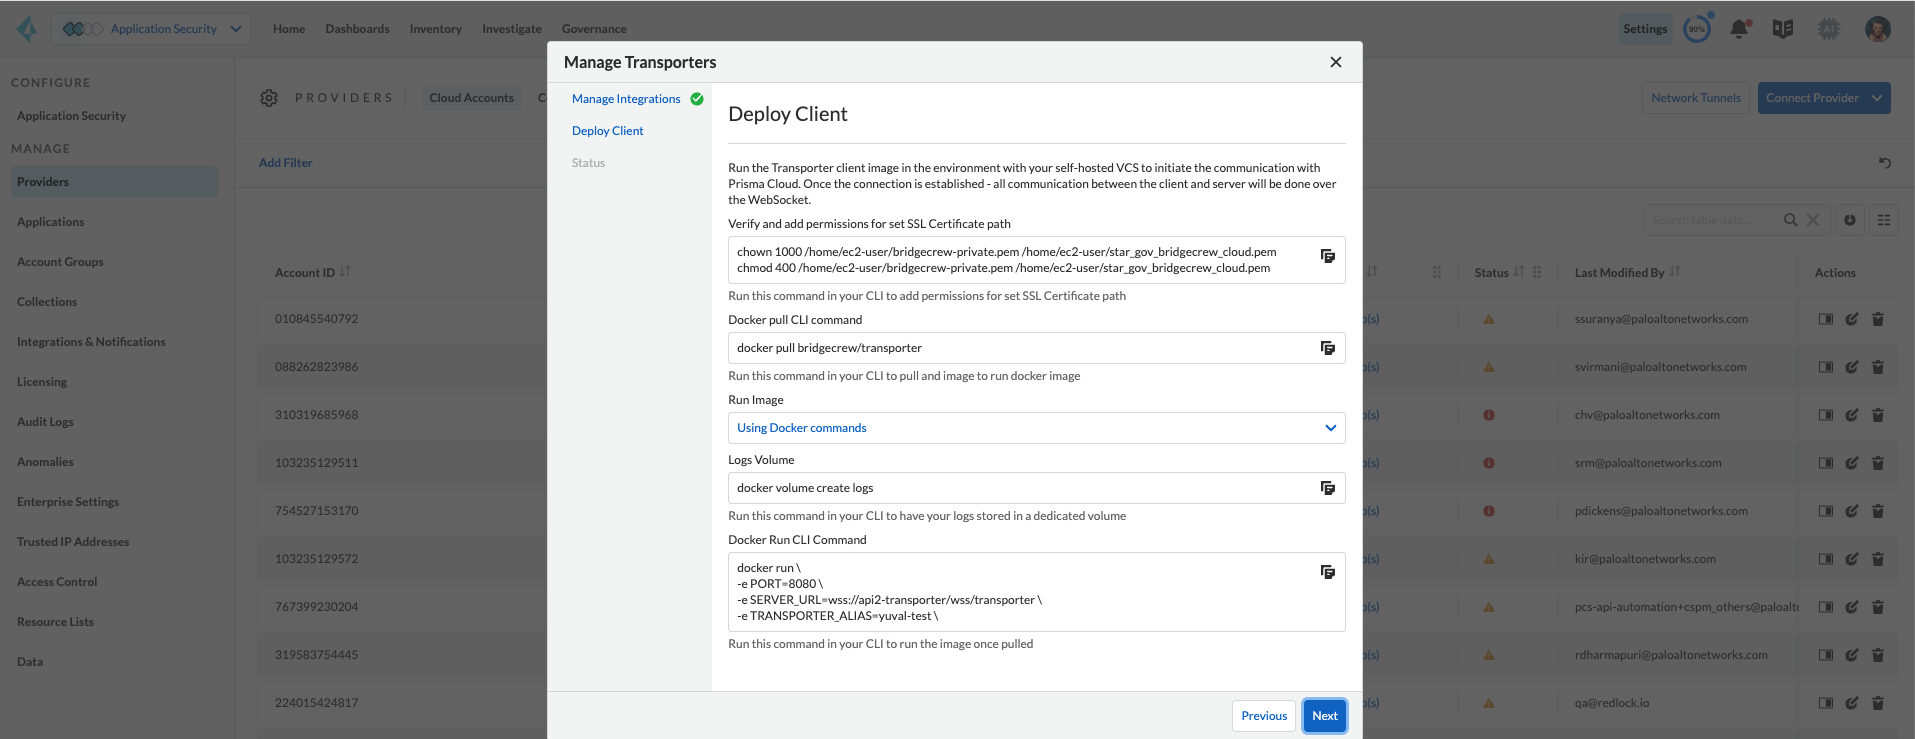 Application Security
Home
Dashboards
Inventory
Investigate
Governance
Settings
90%
AI
CONFIGURE
Application Security
MANAGE
Providers
Applications
Account Groups
Collections
Integrations & Notifications
Licensing
Audit Logs
Anomalies
Enterprise Settings
Trusted IP Addresses
Access Control
Resource Lists
Data
PROVIDERS
Cloud Accounts
Network Tunnels
Connect Provider
Add Filter
Search table data...
Account ID
Status
Last Modified By
Actions
010845540792
(s)
ssuranya@paloaltonetworks.com
088262823986
(s)
svirmani@paloaltonetworks.com
310319685968
(s)
chv@paloaltonetworks.com
103235129511
(s)
srm@paloaltonetworks.com
754527153170
(s)
pdickens@paloaltonetworks.com
103235129572
(s)
kir@paloaltonetworks.com
767399230204
(s)
pcs-api-automation+cspm_others@paloalt
319583754445
(s)
rdharmapuri@paloaltonetworks.com
224015424817
(s)
qa@redlock.io
Manage Transporters
Manage Integrations
Deploy Client
Status
Deploy Client
Run the Transporter client image in the environment with your self-hosted VCS to initiate the communication with
Prisma Cloud. Once the connection is established - all communication between the client and server will be done over
the WebSocket.
Verify and add permissions for set SSL Certificate path
chown 1000 /home/ec2-user/bridgecrew-private.pem /home/ec2-user/star_gov_bridgecrew_cloud.pem
chmod 400 /home/ec2-user/bridgecrew-private.pem /home/ec2-user/star_gov_bridgecrew_cloud.pem
Run this command in your CLI to add permissions for set SSL Certificate path
Docker pull CLI command
docker pull bridgecrew/transporter
Run this command in your CLI to pull and image to run docker image
Run Image
Using Docker commands
Logs Volume
docker volume create logs
Run this command in your CLI to have your logs stored in a dedicated volume
Docker Run CLI Command
docker run \
-e PORT=8080 \
-e SERVER_URL=wss://api2-transporter/wss/transporter \
-e TRANSPORTER_ALIAS=yuval-test \
Run this command in your CLI to run the image once pulled
Previous
Next